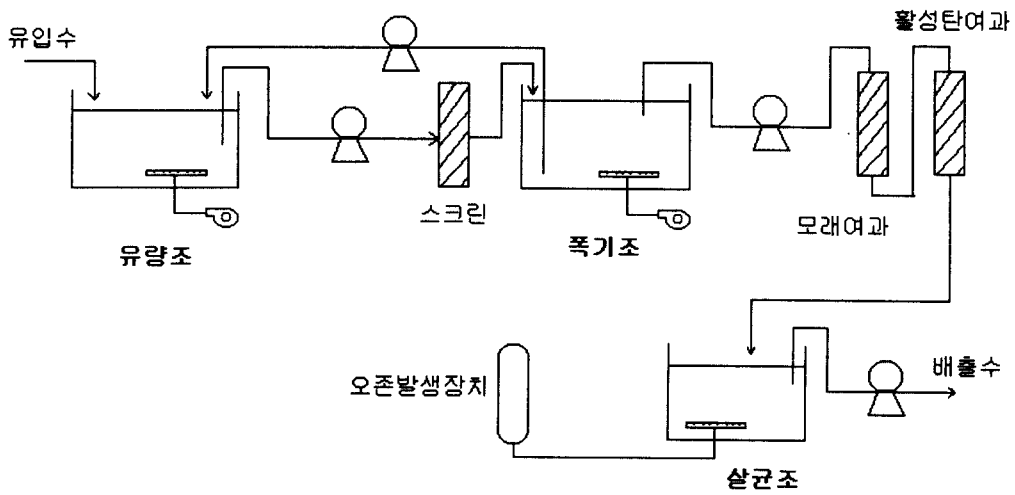 활성탄여과
유입수
스크린
모래여과
유량조
폭기조
오존발생장치
배출수
살균조